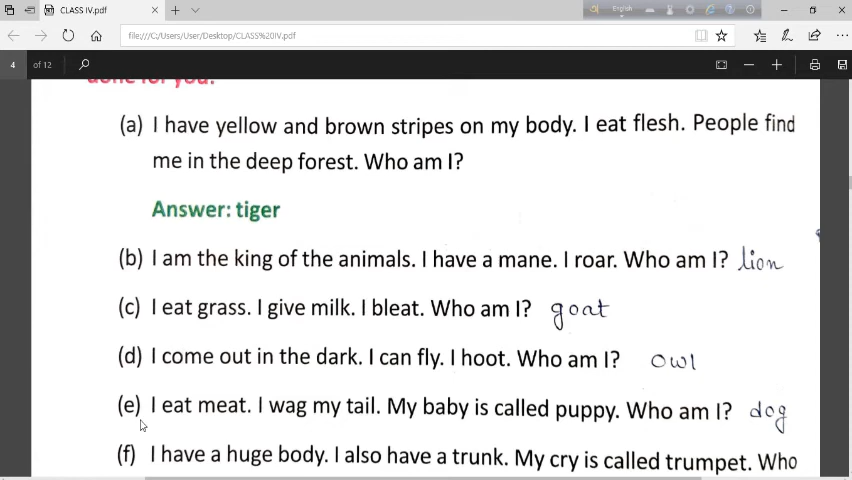 CLASS IV.pdf
English
file:///C:/Users/User/Desktop/CLASS%20IV.pdf
4 of 12
done for you.
(a) I have yellow and brown stripes on my body. I eat flesh. People find
me in the deep forest. Who am I?
Answer: tiger
(b) I am the king of the animals. I have a mane. I roar. Who am I? lion
(c) I eat grass. I give milk. I bleat. Who am I? goat
(d) I come out in the dark. I can fly. I hoot. Who am I? owl
(e) I eat meat. I wag my tail. My baby is called puppy. Who am I? dog
(f) I have a huge body. I also have a trunk. My cry is called trumpet. Who